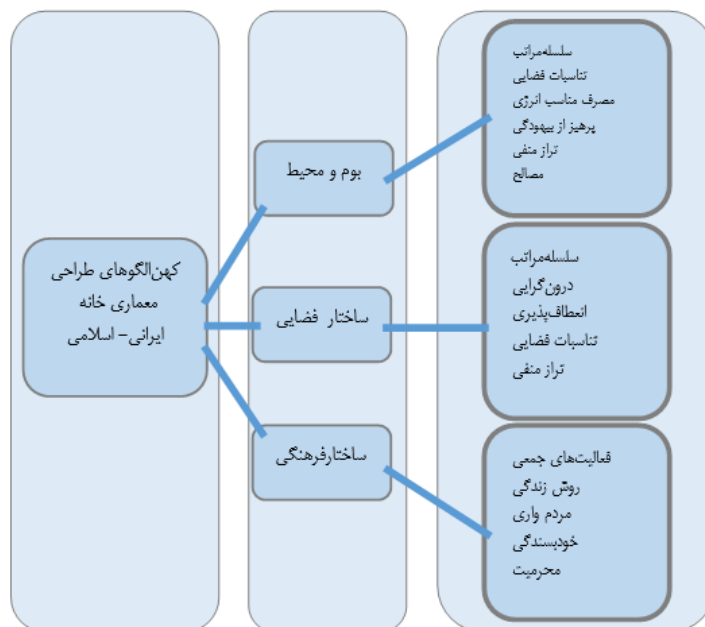 کهن‌الگوهای طراحی
معماری خانه
ایرانی- اسلامی
بوم و محیط
ساختار فضایی
ساختارفرهنگی
سلسله‌مراتب
تناسبات فضایی
مصرف مناسب انرژی
پرهیز از بیهودگی
تراز منفی
مصالح
سلسله‌مراتب
درون‌گرایی
انعطاف‌پذیری
تناسبات فضایی
تراز منفی
فعالیت‌های جمعی
روش زندگی
مردم واری
خودبسندگی
محرمیت